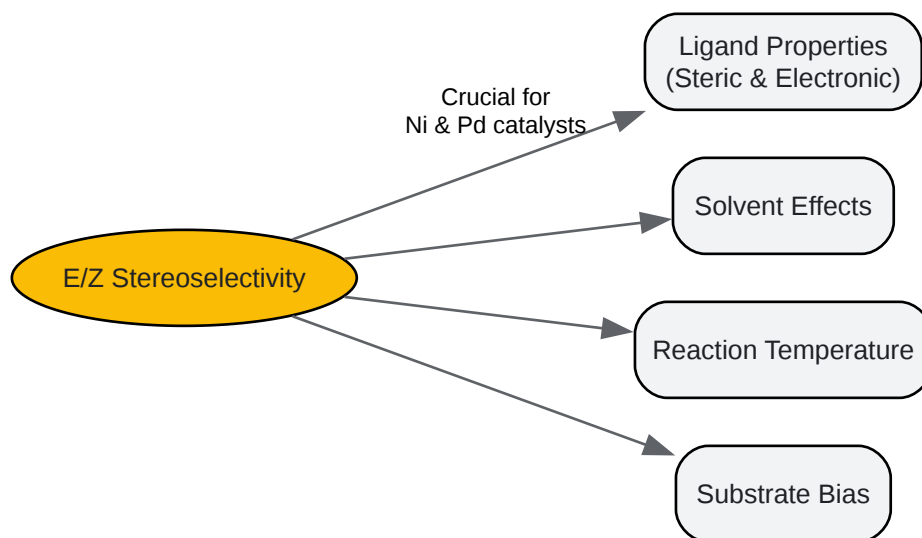 Ligand Properties
(Steric & Electronic)
Crucial for
Ni & Pd catalysts
Solvent Effects
E/Z Stereoselectivity
Reaction Temperature
Substrate Bias